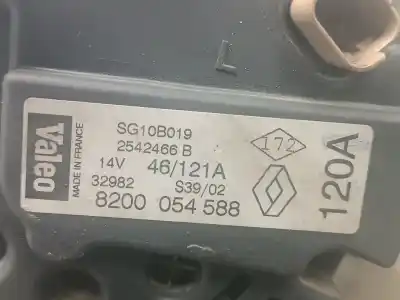 L
Valeo
MADE IN FRANCE
SG10B019
2542466 B
14V 46/121A
32982 S39/02
8200 054 588
172
120A